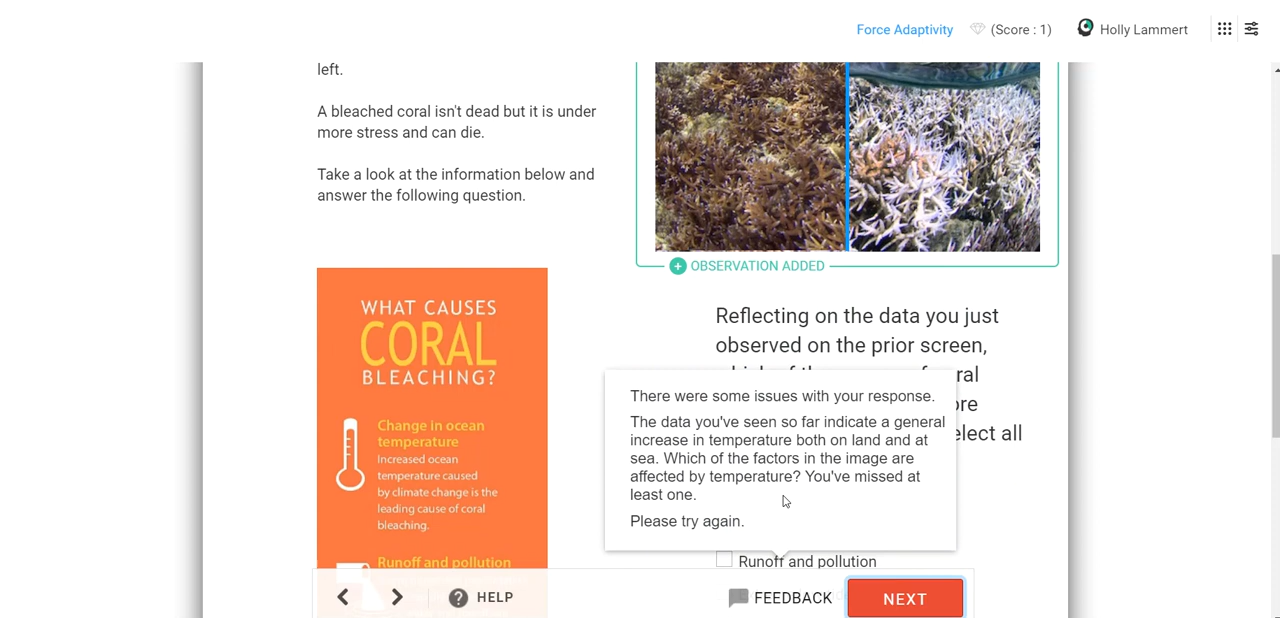 Force Adaptivity (Score : 1) Holly Lammert
left.
A bleached coral isn't dead but it is under
more stress and can die.
Take a look at the information below and
answer the following question.
OBSERVATION ADDED
WHAT CAUSES
CORAL
BLEACHING?
Change in ocean
temperature
Increased ocean
temperature caused
by climate change is the
leading cause of coral
bleaching.
Runoff and pollution
Reflecting on the data you just
observed on the prior screen,
There were some issues with your response.
The data you've seen so far indicate a general
increase in temperature both on land and at
sea. Which of the factors in the image are
affected by temperature? You've missed at
least one.
Please try again.
Runoff and pollution
HELP
FEEDBACK
NEXT